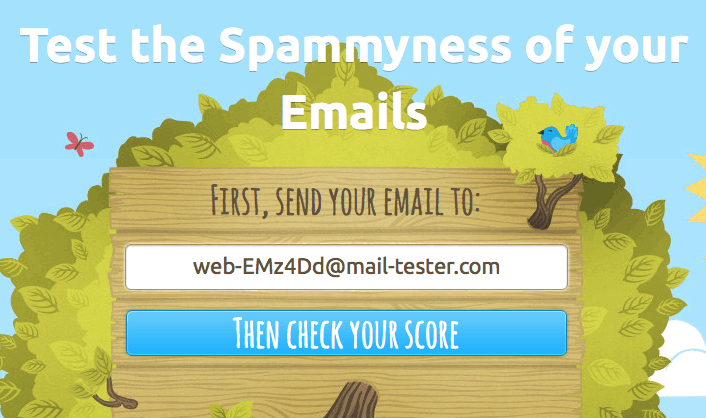 Test the Spammyness of your
Emails
First, send your email to:
web-EMz4Dd@mail-tester.com
Then check your score